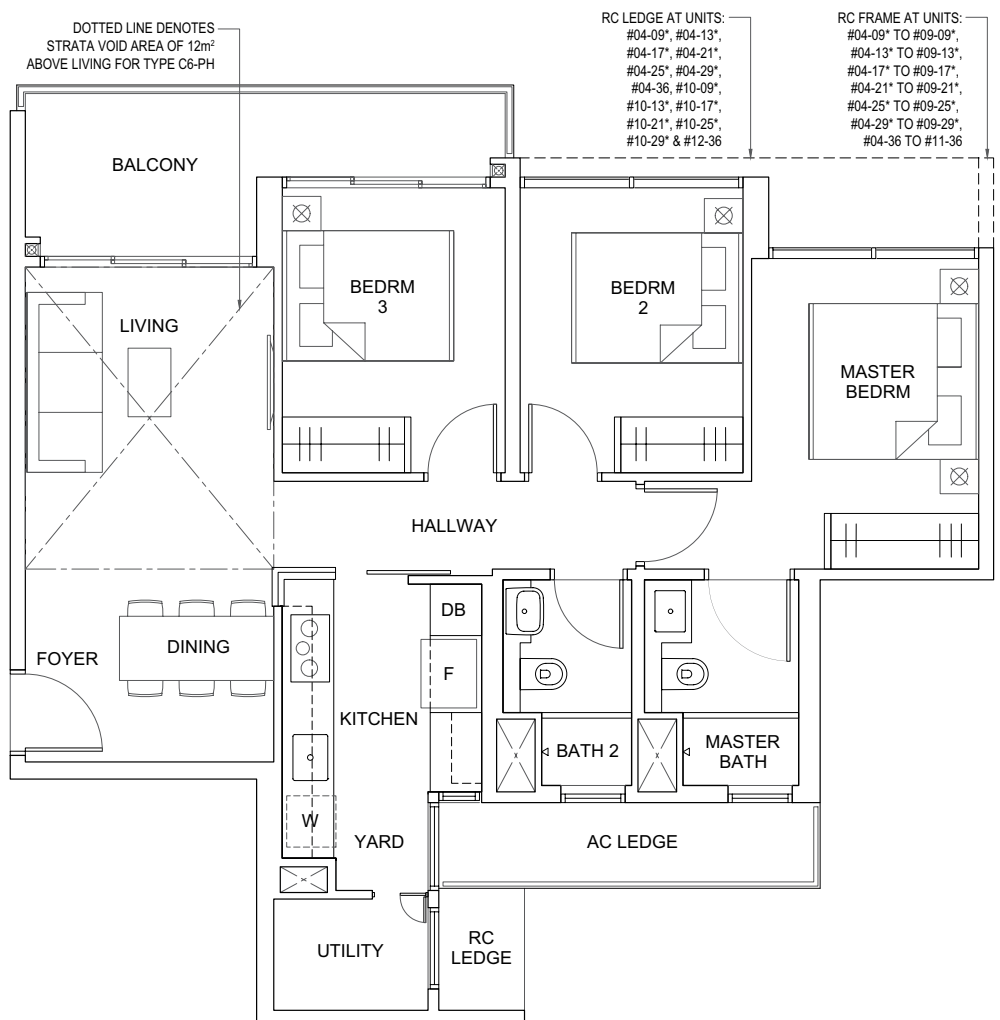 DOTTED LINE DENOTES
STRATA VOID AREA OF 12m²
ABOVE LIVING FOR TYPE C6-PH
RC LEDGE AT UNITS:
#04-09*, #04-13*,
#04-17*, #04-21*,
#04-25*, #04-29*,
#04-36, #10-09*,
#10-13*, #10-17*,
#10-21*, #10-25*,
#10-29* & #12-36
RC FRAME AT UNITS:
#04-09* TO #09-09*,
#04-13* TO #09-13*,
#04-17* TO #09-17*,
#04-21* TO #09-21*,
#04-25* TO #09-25*,
#04-29* TO #09-29*,
#04-36 TO #11-36
BALCONY
LIVING
BEDRM
3
BEDRM
2
MASTER
BEDRM
HALLWAY
FOYER
DINING
DB
F
KITCHEN
BATH 2
MASTER
BATH
W
YARD
AC LEDGE
UTILITY
RC
LEDGE